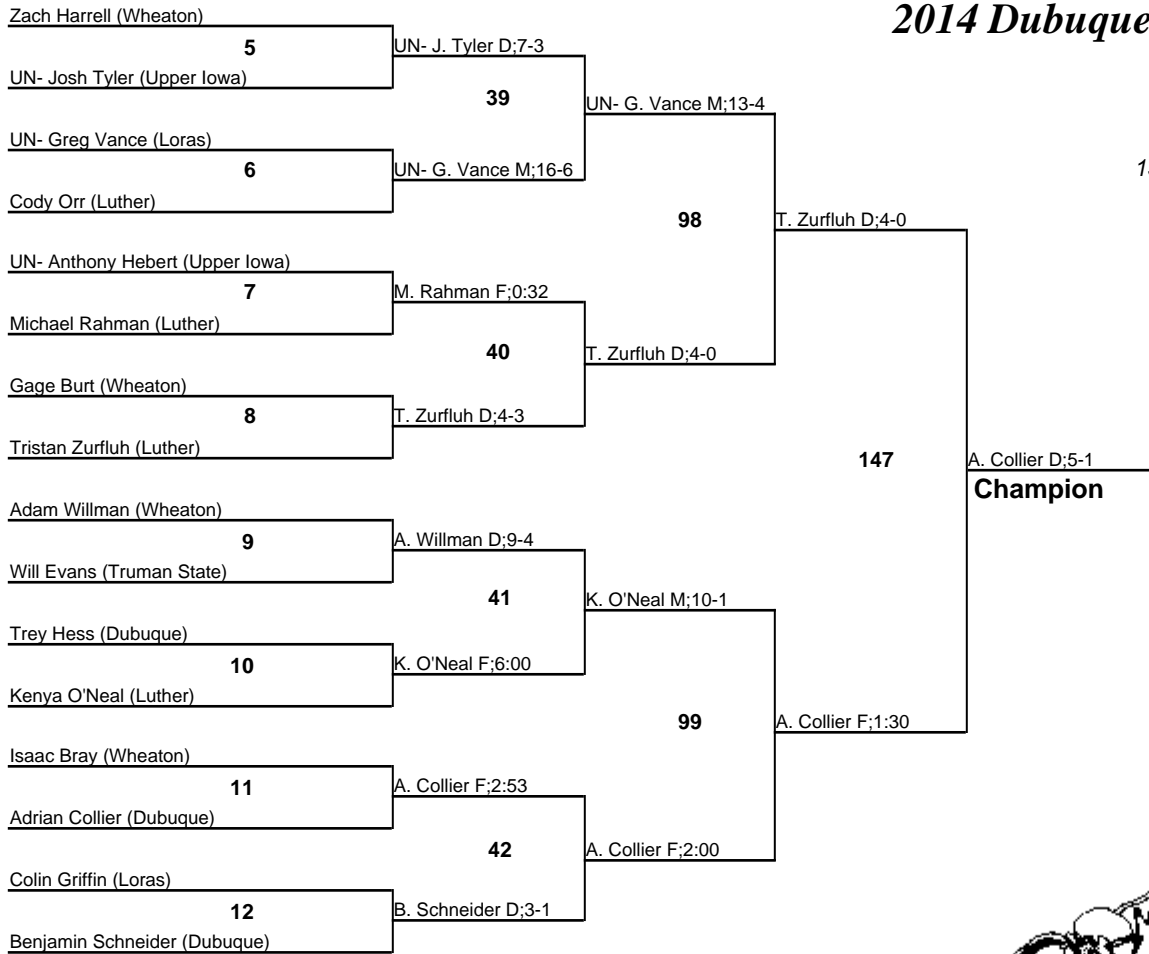 2014 Dubuque
Zach Harrell (Wheaton)
5
UN- J. Tyler D;7-3
UN- Josh Tyler (Upper Iowa)
39
UN- G. Vance M;13-4
UN- Greg Vance (Loras)
6
UN- G. Vance M;16-6
Cody Orr (Luther)
98
T. Zurfluh D;4-0
UN- Anthony Hebert (Upper Iowa)
7
M. Rahman F;0:32
Michael Rahman (Luther)
40
T. Zurfluh D;4-0
Gage Burt (Wheaton)
8
T. Zurfluh D;4-3
Tristan Zurfluh (Luther)
147
A. Collier D;5-1
Champion
Adam Willman (Wheaton)
9
A. Willman D;9-4
Will Evans (Truman State)
41
K. O'Neal M;10-1
Trey Hess (Dubuque)
10
K. O'Neal F;6:00
Kenya O'Neal (Luther)
99
A. Collier F;1:30
Isaac Bray (Wheaton)
11
A. Collier F;2:53
Adrian Collier (Dubuque)
42
A. Collier F;2:00
Colin Griffin (Loras)
12
B. Schneider D;3-1
Benjamin Schneider (Dubuque)